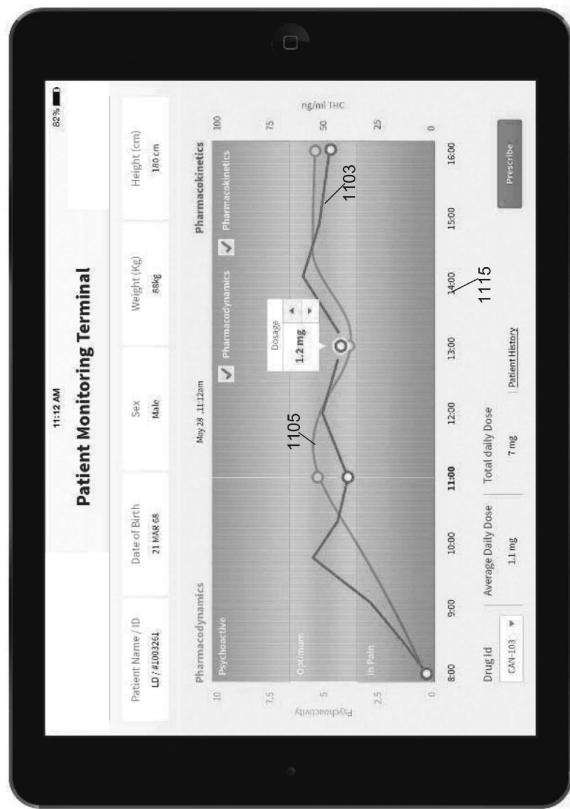 11:12 AM
82%
Patient Monitoring Terminal
Patient Name / ID
Date of Birth
Sex
Weight (Kg)
Height (cm)
LD / #1003261
21 MAR 68
Male
88kg
180 cm
Pharmacodynamics
May 28 ,11:12am
Pharmacokinetics
10
Psychoactive
Pharmacodynamics
Pharmacokinetics
100
7.5
75
Dosage
1.2 mg
1105
1103
Optimum
5
50
In Pain
2.5
25
0
0
Psychoactivity
ng/ml THC
8:00
9:00
10:00
11:00
12:00
13:00
14:00
15:00
16:00
1115
Drug Id
Average Daily Dose
Total daily Dose
CAN-103
1.1 mg
7 mg
Patient History
Prescribe